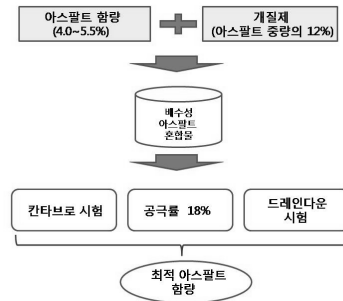 아스팔트 함량
(4.0~5.5%)
개질제
(아스팔트 중량의 12%)
배수성
아스팔트
혼합물
칸타브로 시험
공극률 18%
드레인다운
시험
최적 아스팔트
함량